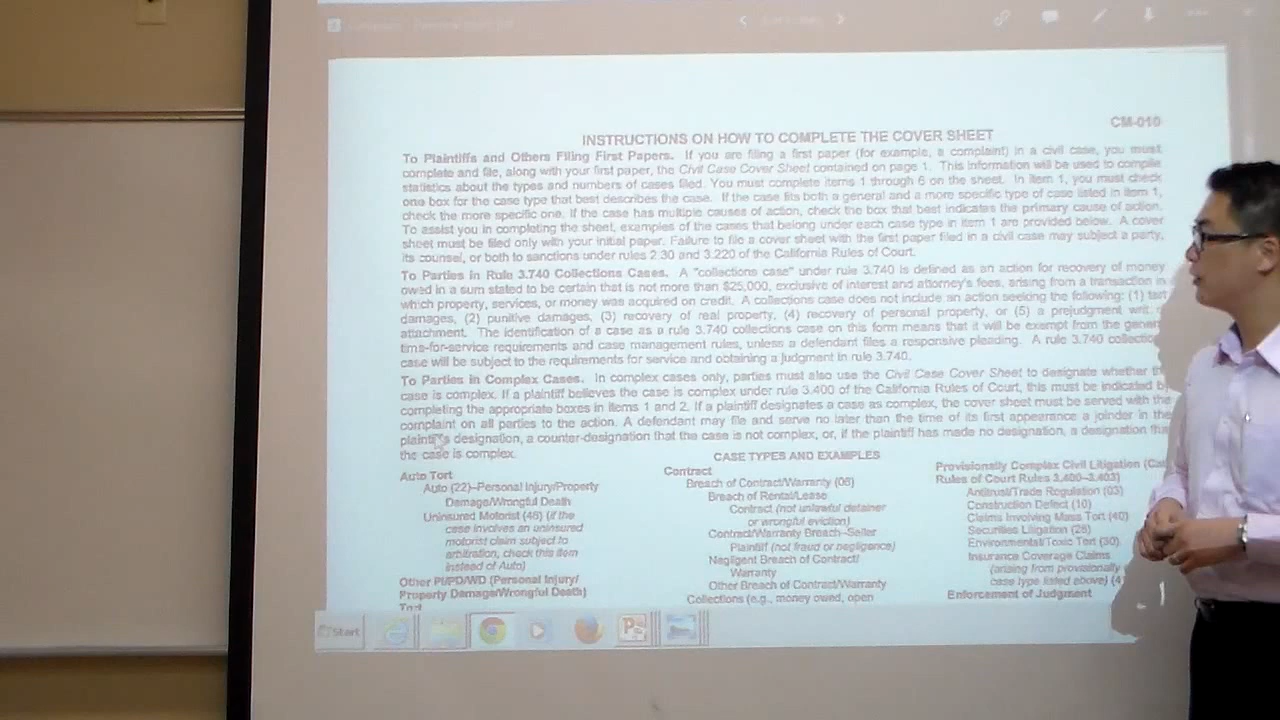 CM-010
INSTRUCTIONS ON HOW TO COMPLETE THE COVER SHEET
To Plaintiffs and Others Filing First Papers. If you are filing a first paper (for example, a complaint) in a civil case, you must
complete and file, along with your first paper, the Civil Case Cover Sheet contained on page 1. This information will be used to compile
statistics about the types and numbers of cases filed. You must complete items 1 through 6 on the sheet. In item 1, you must check
one box for the case type that best describes the case. If the case fits both a general and a more specific type of case listed in item 1,
check the more specific one. If the case has multiple causes of action, check the box that best indicates the primary cause of action.
To assist you in completing the sheet, examples of the cases that belong under each case type in item 1 are provided below. A cover
sheet must be filed only with your initial paper. Failure to file a cover sheet with the first paper filed in a civil case may subject a party,
its counsel, or both to sanctions under rules 2.30 and 3.220 of the California Rules of Court.
To Parties in Rule 3.740 Collections Cases. A "collections case" under rule 3.740 is defined as an action for recovery of money
owed in a sum stated to be certain that is not more than $25,000, exclusive of interest and attorney's fees, arising from a transaction in
which property, services, or money was acquired on credit. A collections case does not include an action seeking the following: (1) tort
damages, (2) punitive damages, (3) recovery of real property, (4) recovery of personal property, or (5) a prejudgment writ
attachment. The identification of a case as a rule 3.740 collections case on this form means that it will be exempt from the gener
time-for-service requirements and case management rules, unless a defendant files a responsive pleading. A rule 3.740 collectio
case will be subject to the requirements for service and obtaining a judgment in rule 3.740.
To Parties in Complex Cases. In complex cases only, parties must also use the Civil Case Cover Sheet to designate whether th
case is complex. If a plaintiff believes the case is complex under rule 3.400 of the California Rules of Court, this must be indicated by
completing the appropriate boxes in items 1 and 2. If a plaintiff designates a case as complex, the cover sheet must be served with the
complaint on all parties to the action. A defendant may file and serve no later than the time of its first appearance a joinder in the
plaintiff's designation, a counter-designation that the case is not complex, or, if the plaintiff has made no designation, a designation tha
the case is complex.
CASE TYPES AND EXAMPLES
Auto Tort
Auto (22)–Personal Injury/Property
Damage/Wrongful Death
Uninsured Motorist (46) (if the
case involves an uninsured
motorist claim subject to
arbitration, check this item
instead of Auto)
Other PI/PD/WD (Personal Injury/
Property Damage/Wrongful Death)
Tort
Contract
Breach of Contract/Warranty (06)
Breach of Rental/Lease
Contract (not unlawful detainer
or wrongful eviction)
Contract/Warranty Breach–Seller
Plaintiff (not fraud or negligence)
Negligent Breach of Contract/
Warranty
Other Breach of Contract/Warranty
Collections (e.g., money owed, open
Provisionally Complex Civil Litigation (Cal
Rules of Court Rules 3.400–3.403)
Antitrust/Trade Regulation (03)
Construction Defect (10)
Claims Involving Mass Tort (40)
Securities Litigation (28)
Environmental/Toxic Tort (30)
Insurance Coverage Claims
(arising from provisionally
case type listed above) (4
Enforcement of Judgment
Start